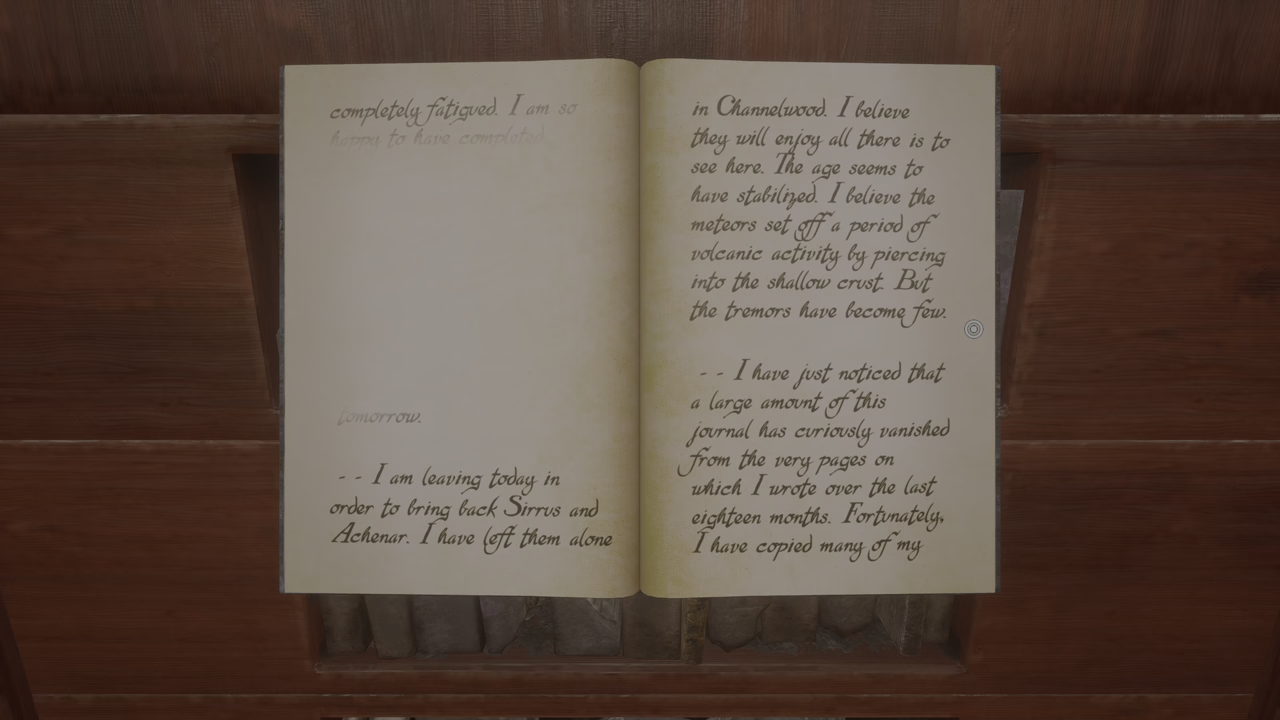 completely fatigued. I am so
happy to have completed
tomorrow.
- - I am leaving today in
order to bring back Sirrus and
Achenar. I have left them alone
in Channelwood. I believe
they will enjoy all there is to
see here. The age seems to
have stabilized. I believe the
meteors set off a period of
volcanic activity by piercing
into the shallow crust. But
the tremors have become few.
- - I have just noticed that
a large amount of this
journal has curiously vanished
from the very pages on
which I wrote over the last
eighteen months. Fortunately,
I have copied many of my